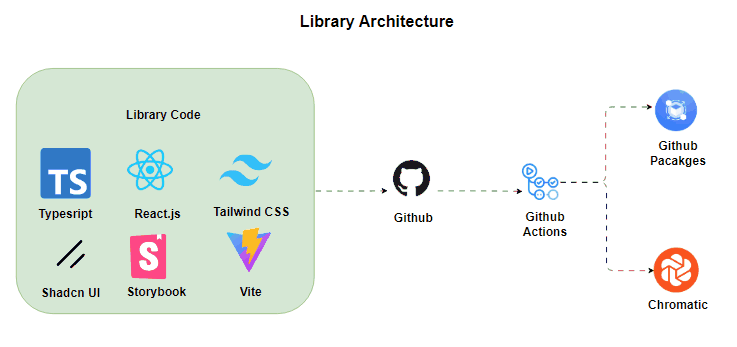 Library Architecture
Library Code
TS
Typesript
React.js
Tailwind CSS
Shadcn UI
S
Storybook
Vite
Github
Github
Actions
Github
Pacakges
Chromatic